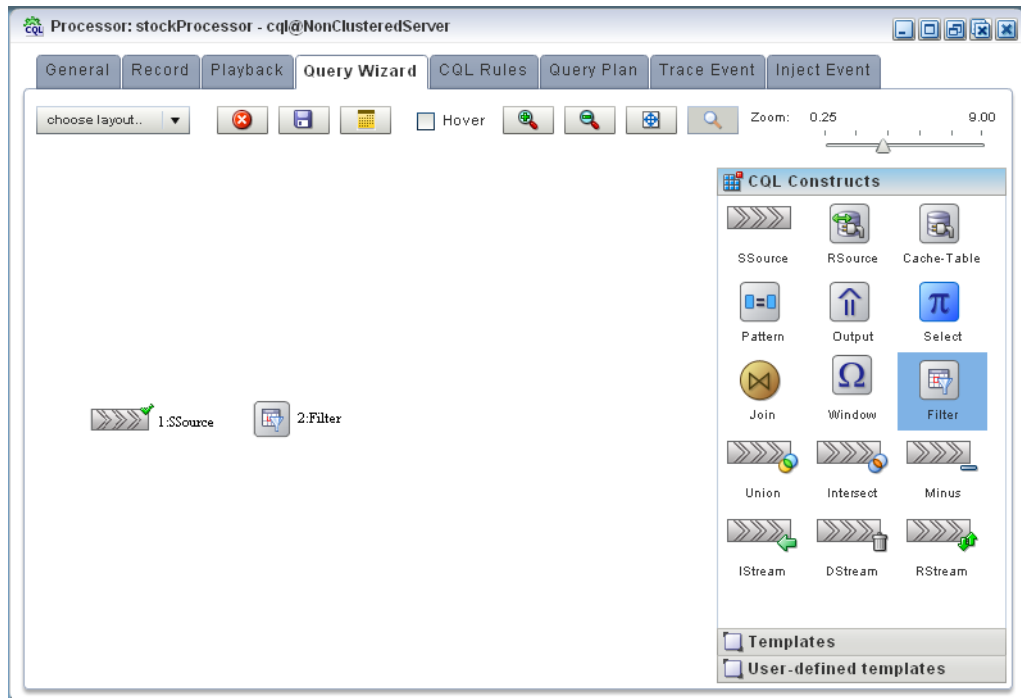 CQL Processor: stockProcessor - cql@NonClusteredServer
General Record Playback Query Wizard CQL Rules Query Plan Trace Event Inject Event
choose layout.. Hover Zoom: 0.25 9.00
CQL Constructs
SSource RSource Cache-Table
Pattern Output Select
Join Window Filter
1:SSource 2:Filter
Union Intersect Minus
IStream DStream RStream
Templates
User-defined templates